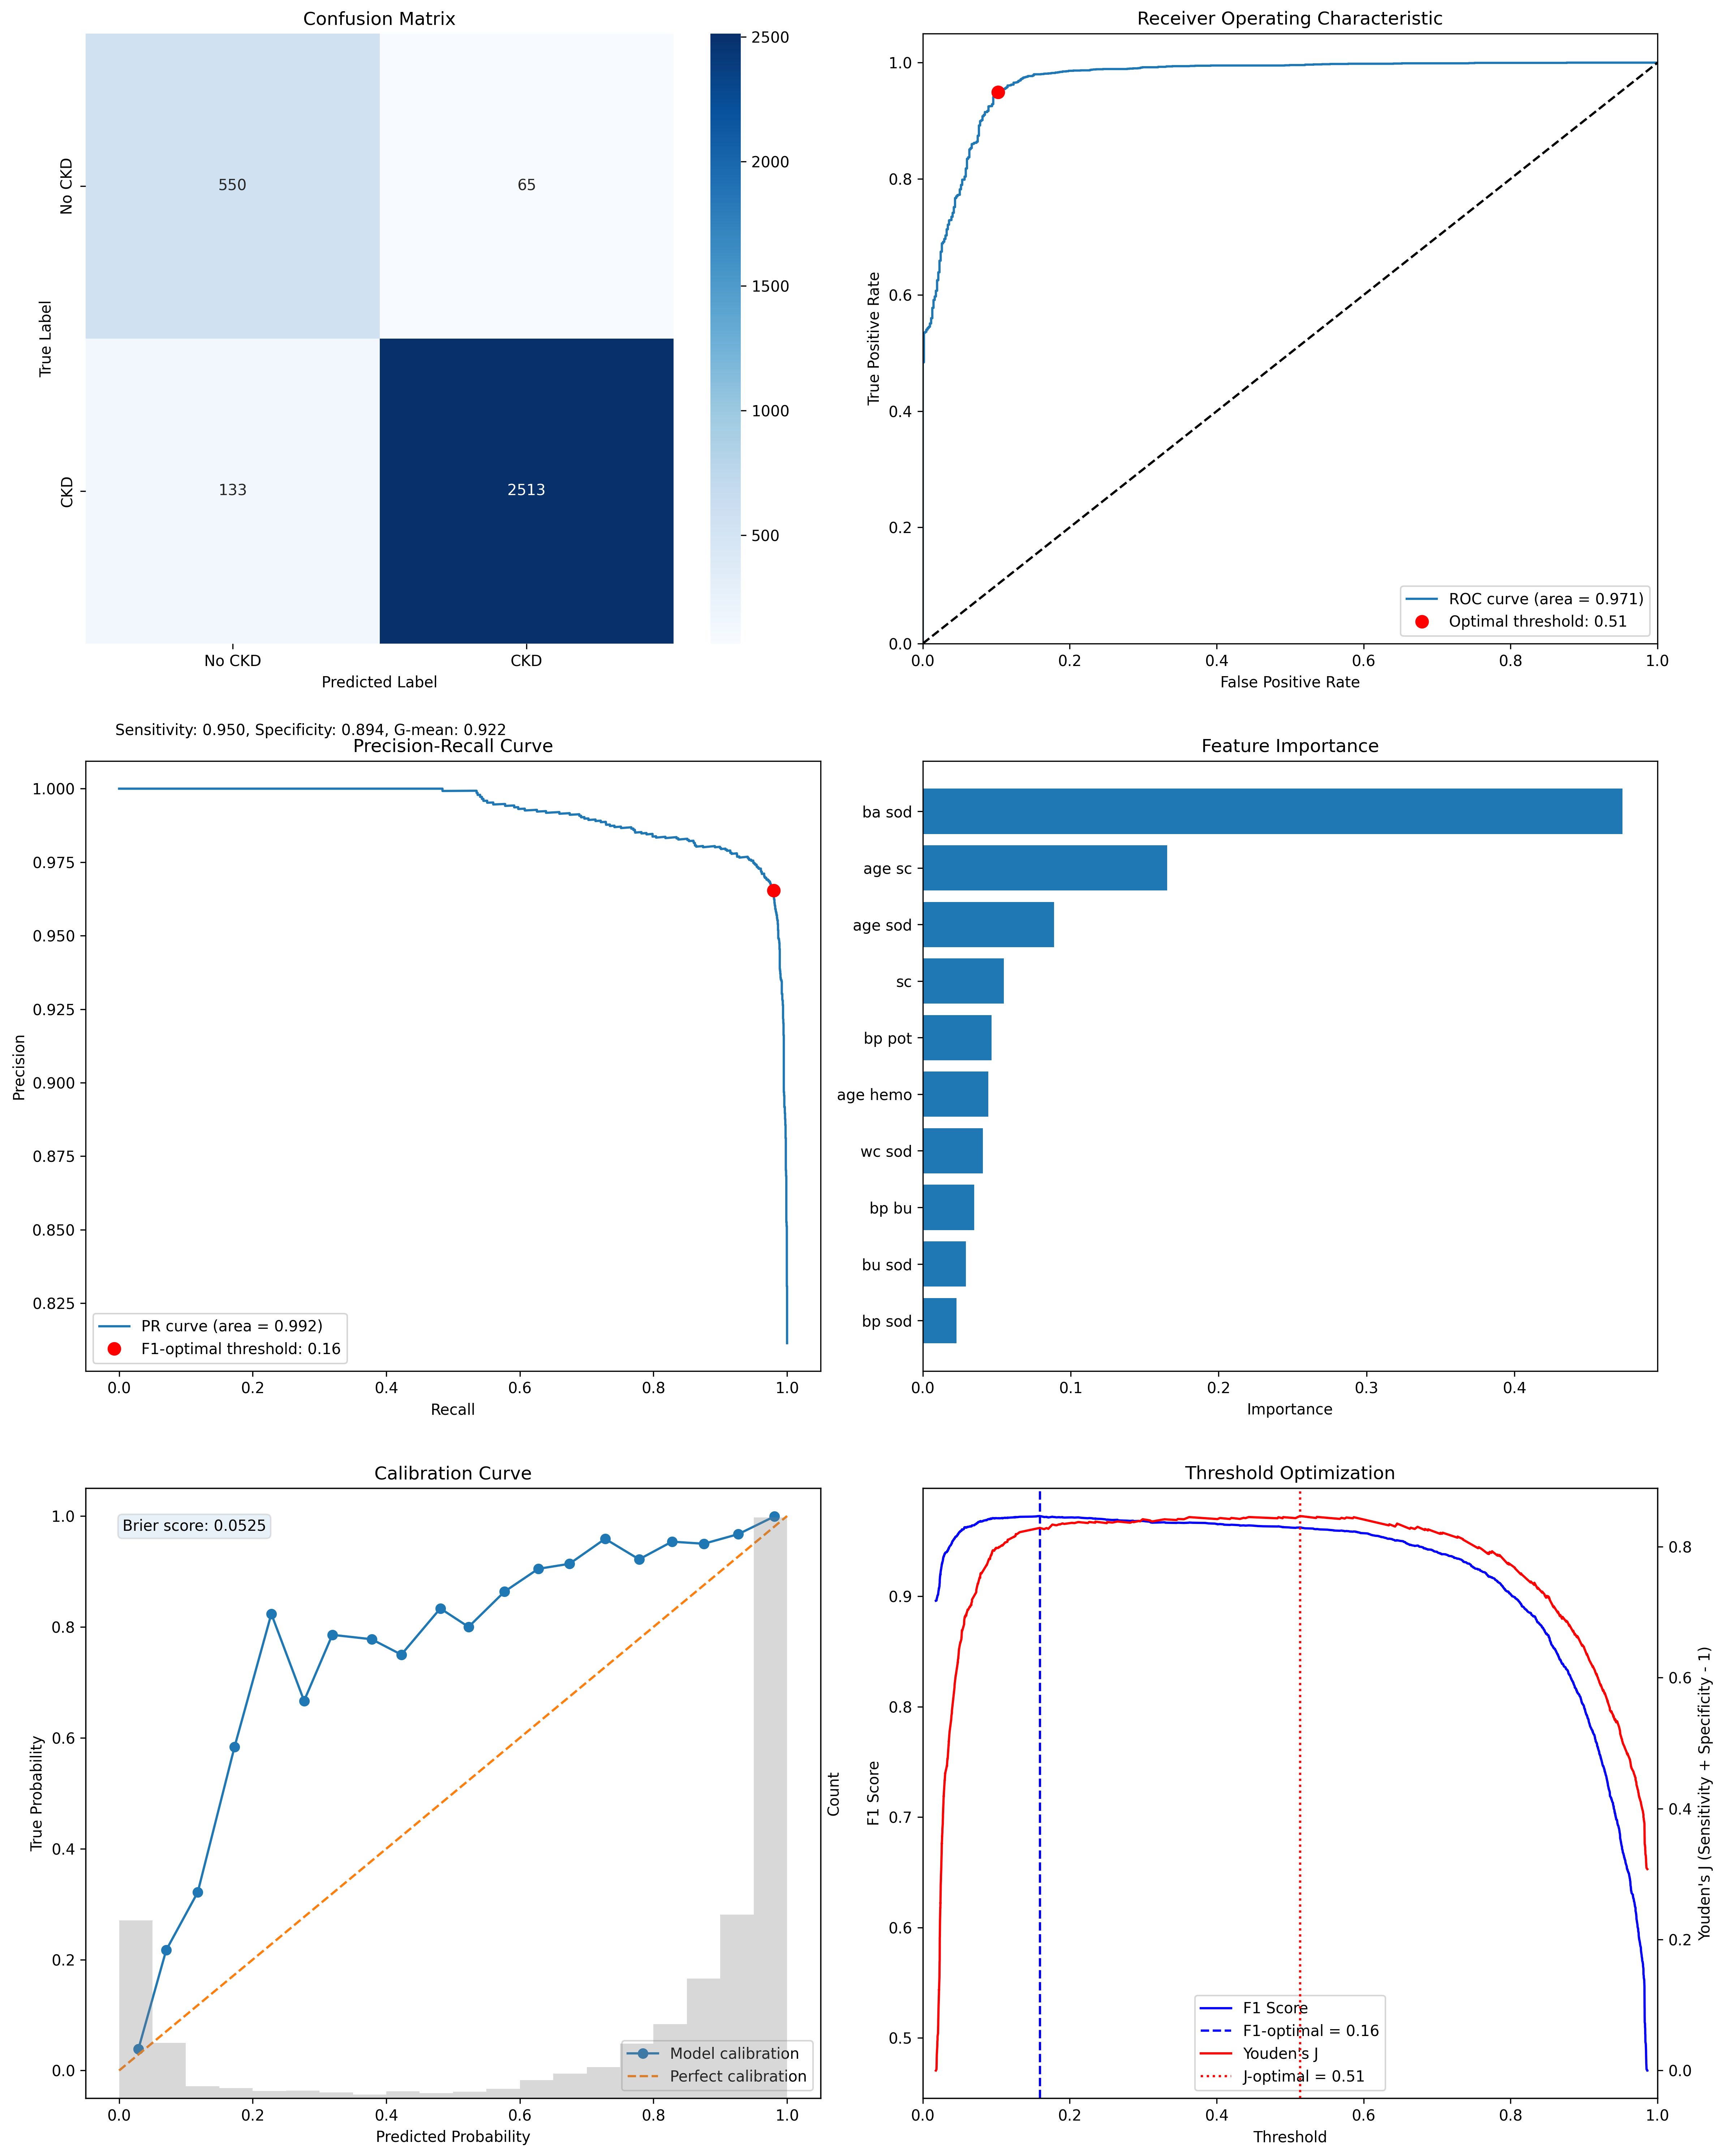 Confusion Matrix
No CKD
CKD
True Label
550
65
133
2513
No CKD
CKD
Predicted Label
2500
2000
1500
1000
500
Receiver Operating Characteristic
1.0
0.8
0.6
0.4
0.2
0.0
True Positive Rate
0.0
0.2
0.4
0.6
0.8
1.0
False Positive Rate
ROC curve (area = 0.971)
Optimal threshold: 0.51
Sensitivity: 0.950, Specificity: 0.894, G-mean: 0.922
Precision-Recall Curve
1.000
0.975
0.950
0.925
0.900
0.875
0.850
0.825
Precision
PR curve (area = 0.992)
F1-optimal threshold: 0.16
0.0
0.2
0.4
0.6
0.8
1.0
Recall
Feature Importance
ba sod
age sc
age sod
sc
bp pot
age hemo
wc sod
bp bu
bu sod
bp sod
0.0
0.1
0.2
0.3
0.4
Importance
Calibration Curve
Brier score: 0.0525
1.0
0.8
0.6
0.4
0.2
0.0
True Probability
Model calibration
Perfect calibration
0.0
0.2
0.4
0.6
0.8
1.0
Predicted Probability
Count
Threshold Optimization
0.9
0.8
0.7
0.6
0.5
F1 Score
F1 Score
F1-optimal = 0.16
Youden's J
J-optimal = 0.51
0.8
0.6
0.4
0.2
0.0
Youden's J (Sensitivity + Specificity - 1)
0.0
0.2
0.4
0.6
0.8
1.0
Threshold